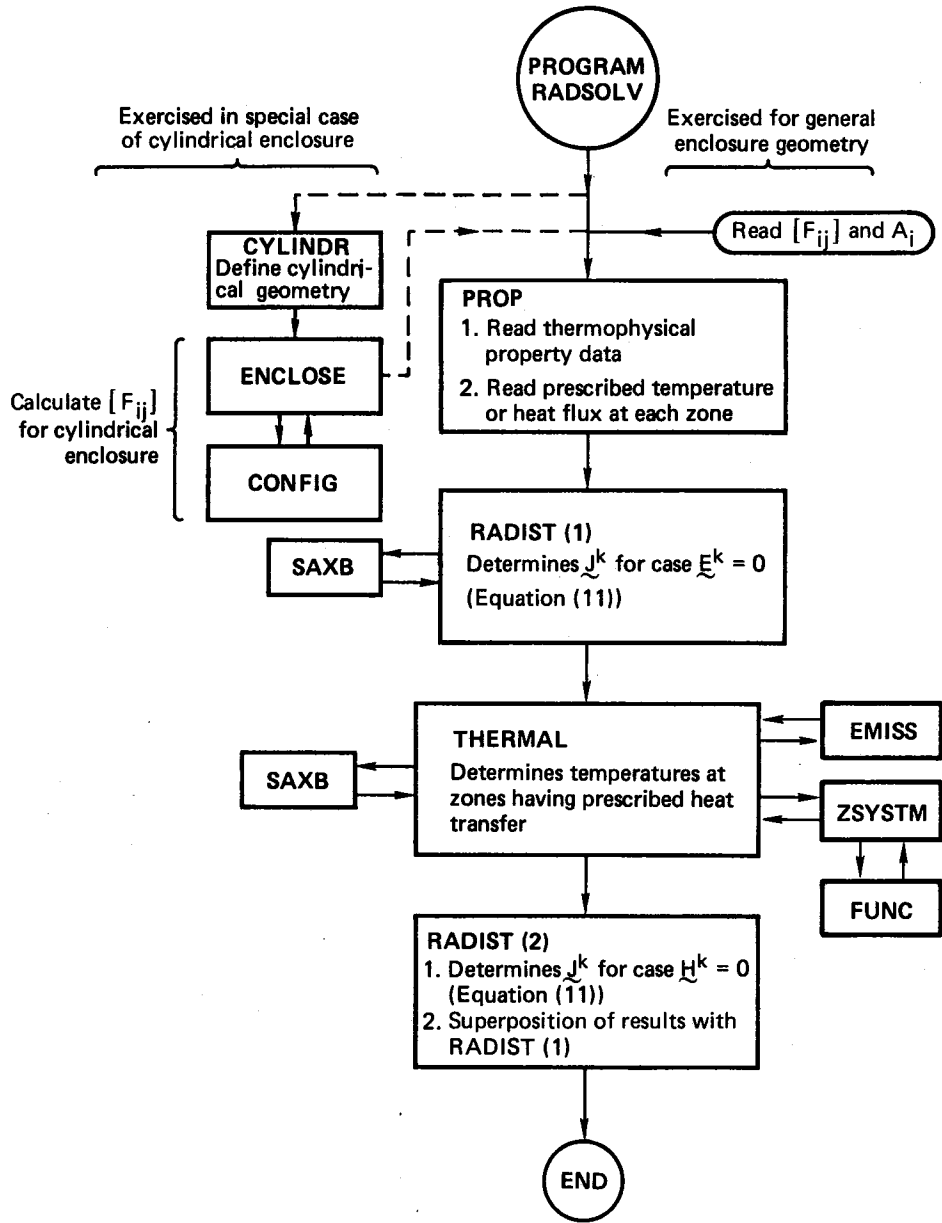 PROGRAM
RADSOLV
Exercised in special case
of cylindrical enclosure
Exercised for general
enclosure geometry
Read [Fij] and Ai
CYLINDR
Define cylindri-
cal geometry
ENCLOSE
CONFIG
Calculate [Fij]
for cylindrical
enclosure
PROP
1. Read thermophysical
property data
2. Read prescribed temperature
or heat flux at each zone
RADIST (1)
Determines J^k for case E^k = 0
(Equation (11))
SAXB
THERMAL
Determines temperatures at
zones having prescribed heat
transfer
SAXB
EMISS
ZSYSTM
FUNC
RADIST (2)
1. Determines J^k for case H^k = 0
(Equation (11))
2. Superposition of results with
RADIST (1)
END